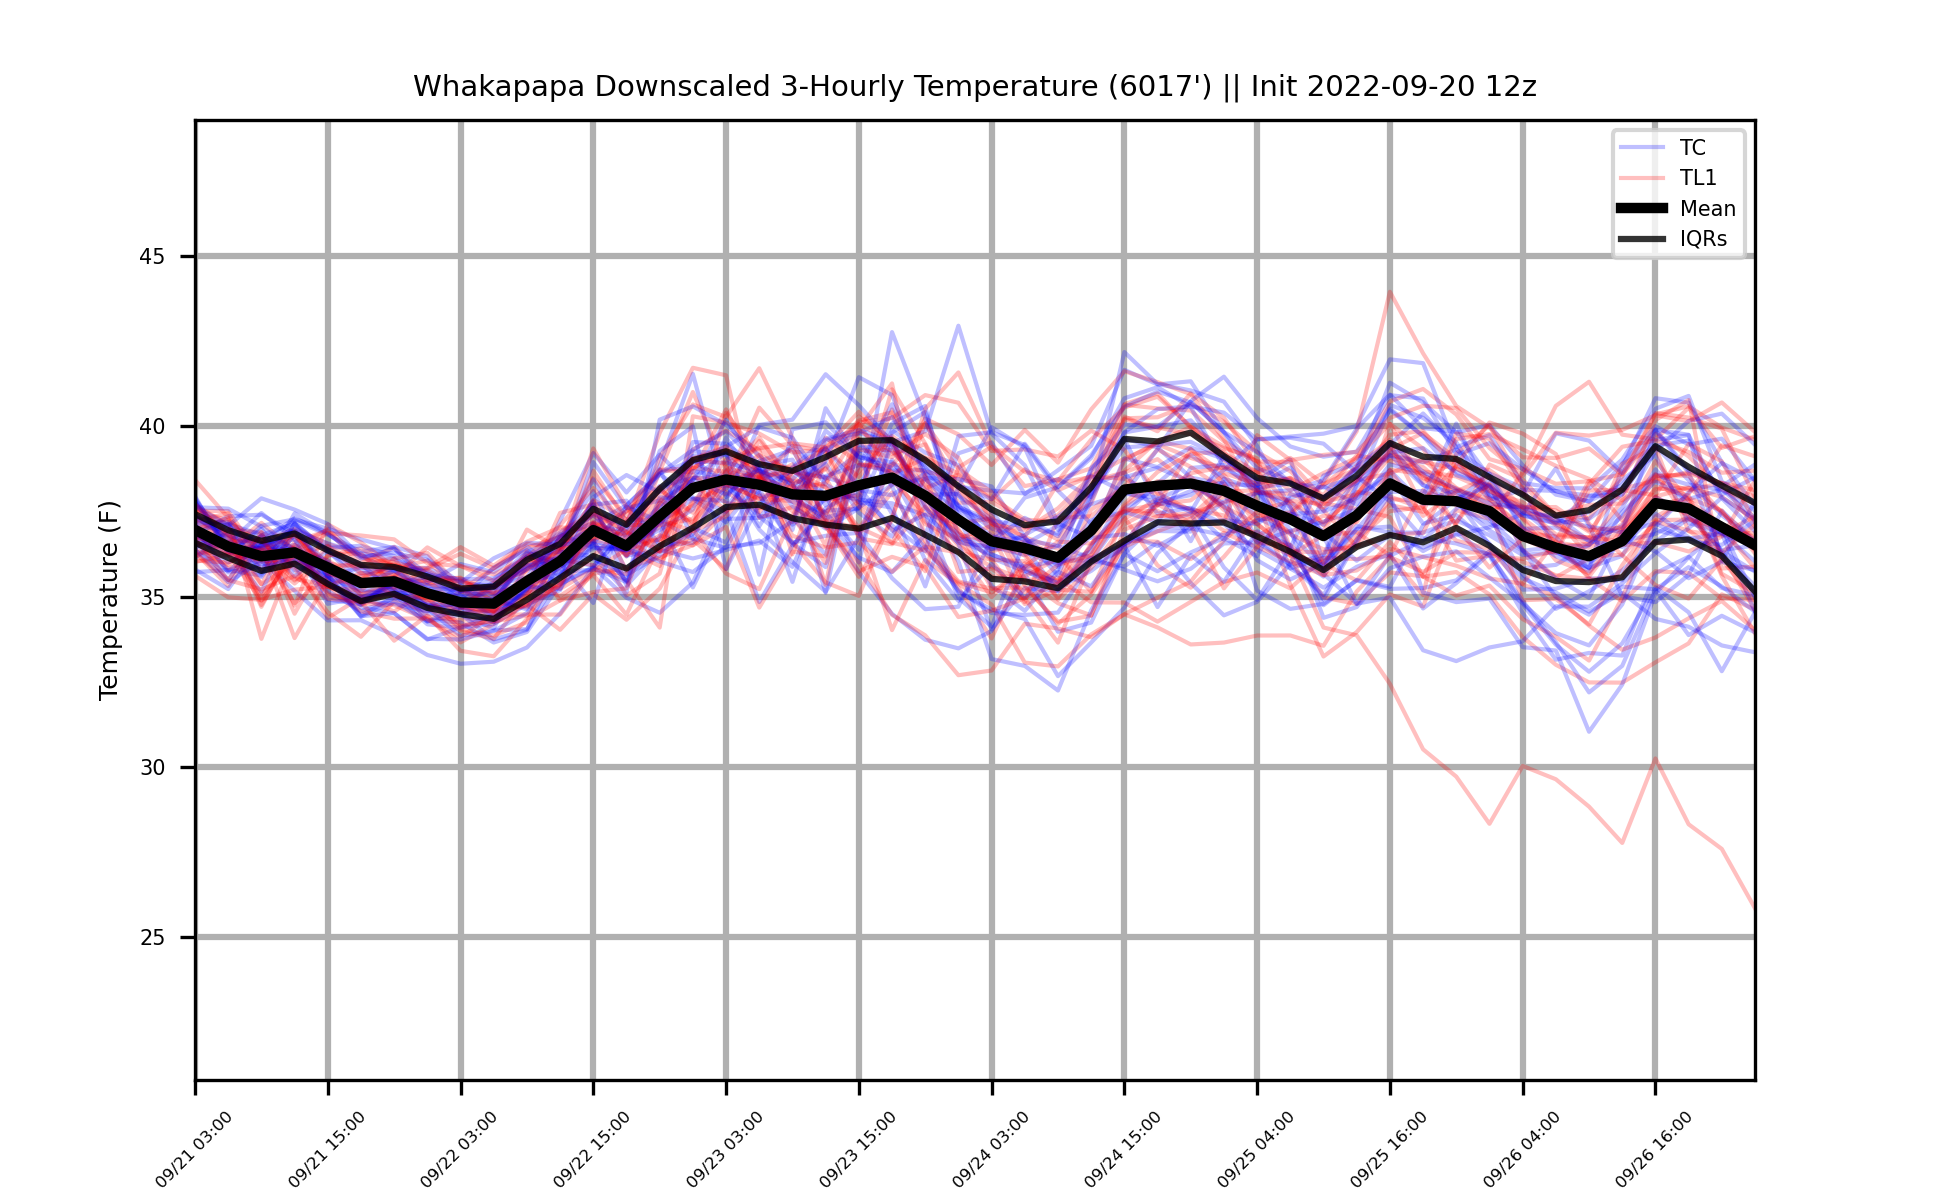 Whakapapa Downscaled 3-Hourly Temperature (6017') || Init 2022-09-20 12z
TC
TL1
Mean
IQRs
Temperature (F)
45
40
35
30
25
09/21 03:00
09/21 15:00
09/22 03:00
09/22 15:00
09/23 03:00
09/23 15:00
09/24 03:00
09/24 15:00
09/25 04:00
09/25 16:00
09/26 04:00
09/26 16:00